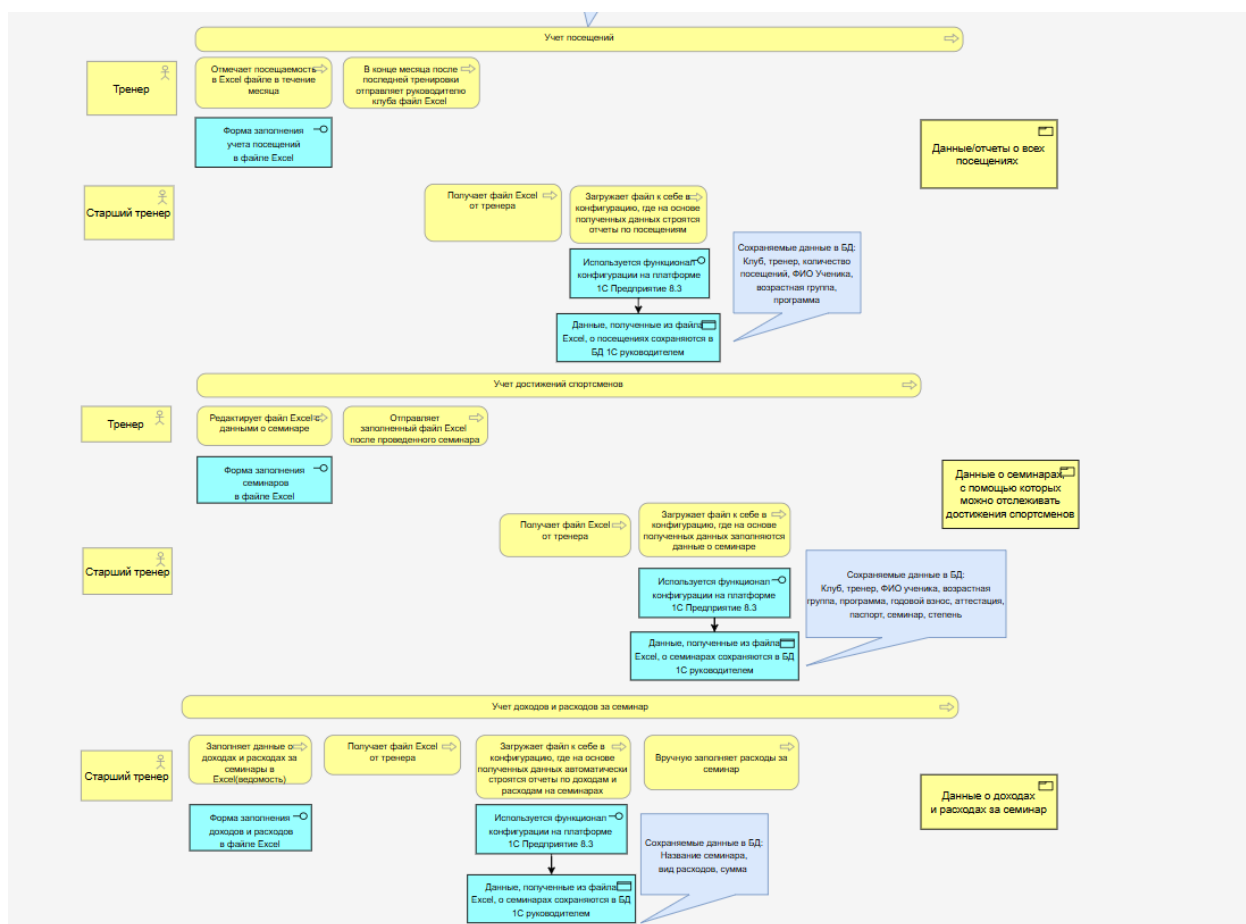 Учет посещений
Тренер
Отмечает посещаемость
в Excel файле в течение
месяца
В конце месяца после
последней тренировки
отправляет руководителю
клуба файл Excel
Форма заполнения
учета посещений
в файле Excel
Данные/отчеты о всех
посещениях
Старший тренер
Получает файл Excel
от тренера
Загружает файл к себе в
конфигурацию, где на основе
полученных данных строятся
отчеты по посещениям
Используется функционал
конфигурации на платформе
1С Предприятие 8.3
Сохраняемые данные в БД:
Клуб, тренер, количество
посещений, ФИО Ученика,
возрастная группа,
программа
Данные, полученные из файла
Excel, о посещениях сохраняются в
БД 1С руководителем
Учет достижений спортсменов
Тренер
Редактирует файл Excel с
данными о семинаре
Отправляет
заполненный файл Excel
после проведенного семинара
Форма заполнения
семинаров
в файле Excel
Данные о семинарах,
с помощью которых
можно отслеживать
достижения спортсменов
Старший тренер
Получает файл Excel
от тренера
Загружает файл к себе в
конфигурацию, где на основе
полученных данных заполняются
данные о семинаре
Используется функционал
конфигурации на платформе
1С Предприятие 8.3
Сохраняемые данные в БД:
Клуб, тренер, ФИО ученика, возрастная
группа, программа, годовой взнос, аттестация,
паспорт, семинар, степень
Данные, полученные из файла
Excel, о семинарах сохраняются в БД
1С руководителем
Учет доходов и расходов за семинар
Старший тренер
Заполняет данные о
доходах и расходах за
семинары в
Excel(ведомость)
Получает файл Excel
от тренера
Загружает файл к себе в
конфигурацию, где на основе
полученных данных автоматически
строятся отчеты по доходам и
расходам на семинарах
Вручную заполняет расходы за
семинар
Данные о доходах
и расходах за семинар
Форма заполнения
доходов и расходов
в файле Excel
Используется функционал
конфигурации на платформе
1С Предприятие 8.3
Сохраняемые данные в БД:
Название семинара,
вид расходов, сумма
Данные, полученные из файла
Excel, о семинарах сохраняются в БД
1С руководителем